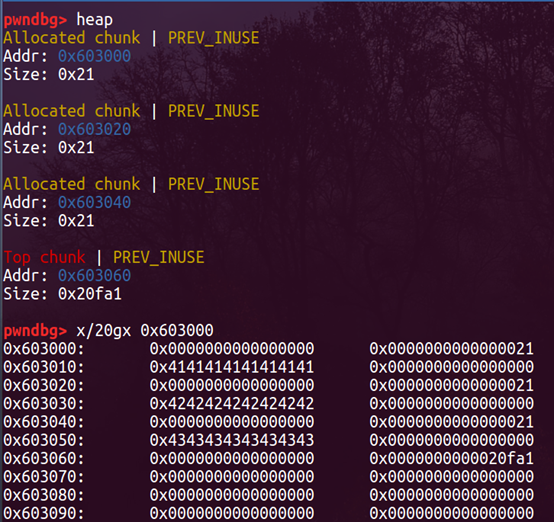 pwndbg> heap
Allocated chunk | PREV_INUSE
Addr: 0x603000
Size: 0x21
Allocated chunk | PREV_INUSE
Addr: 0x603020
Size: 0x21
Allocated chunk | PREV_INUSE
Addr: 0x603040
Size: 0x21
Top chunk | PREV_INUSE
Addr: 0x603060
Size: 0x20fa1
pwndbg> x/20gx 0x603000
0x603000: 0x0000000000000000 0x0000000000000021
0x603010: 0x4141414141414141 0x0000000000000000
0x603020: 0x0000000000000000 0x0000000000000021
0x603030: 0x4242424242424242 0x0000000000000000
0x603040: 0x0000000000000000 0x0000000000000021
0x603050: 0x4343434343434343 0x0000000000000000
0x603060: 0x0000000000000000 0x0000000000020fa1
0x603070: 0x0000000000000000 0x0000000000000000
0x603080: 0x0000000000000000 0x0000000000000000
0x603090: 0x0000000000000000 0x0000000000000000